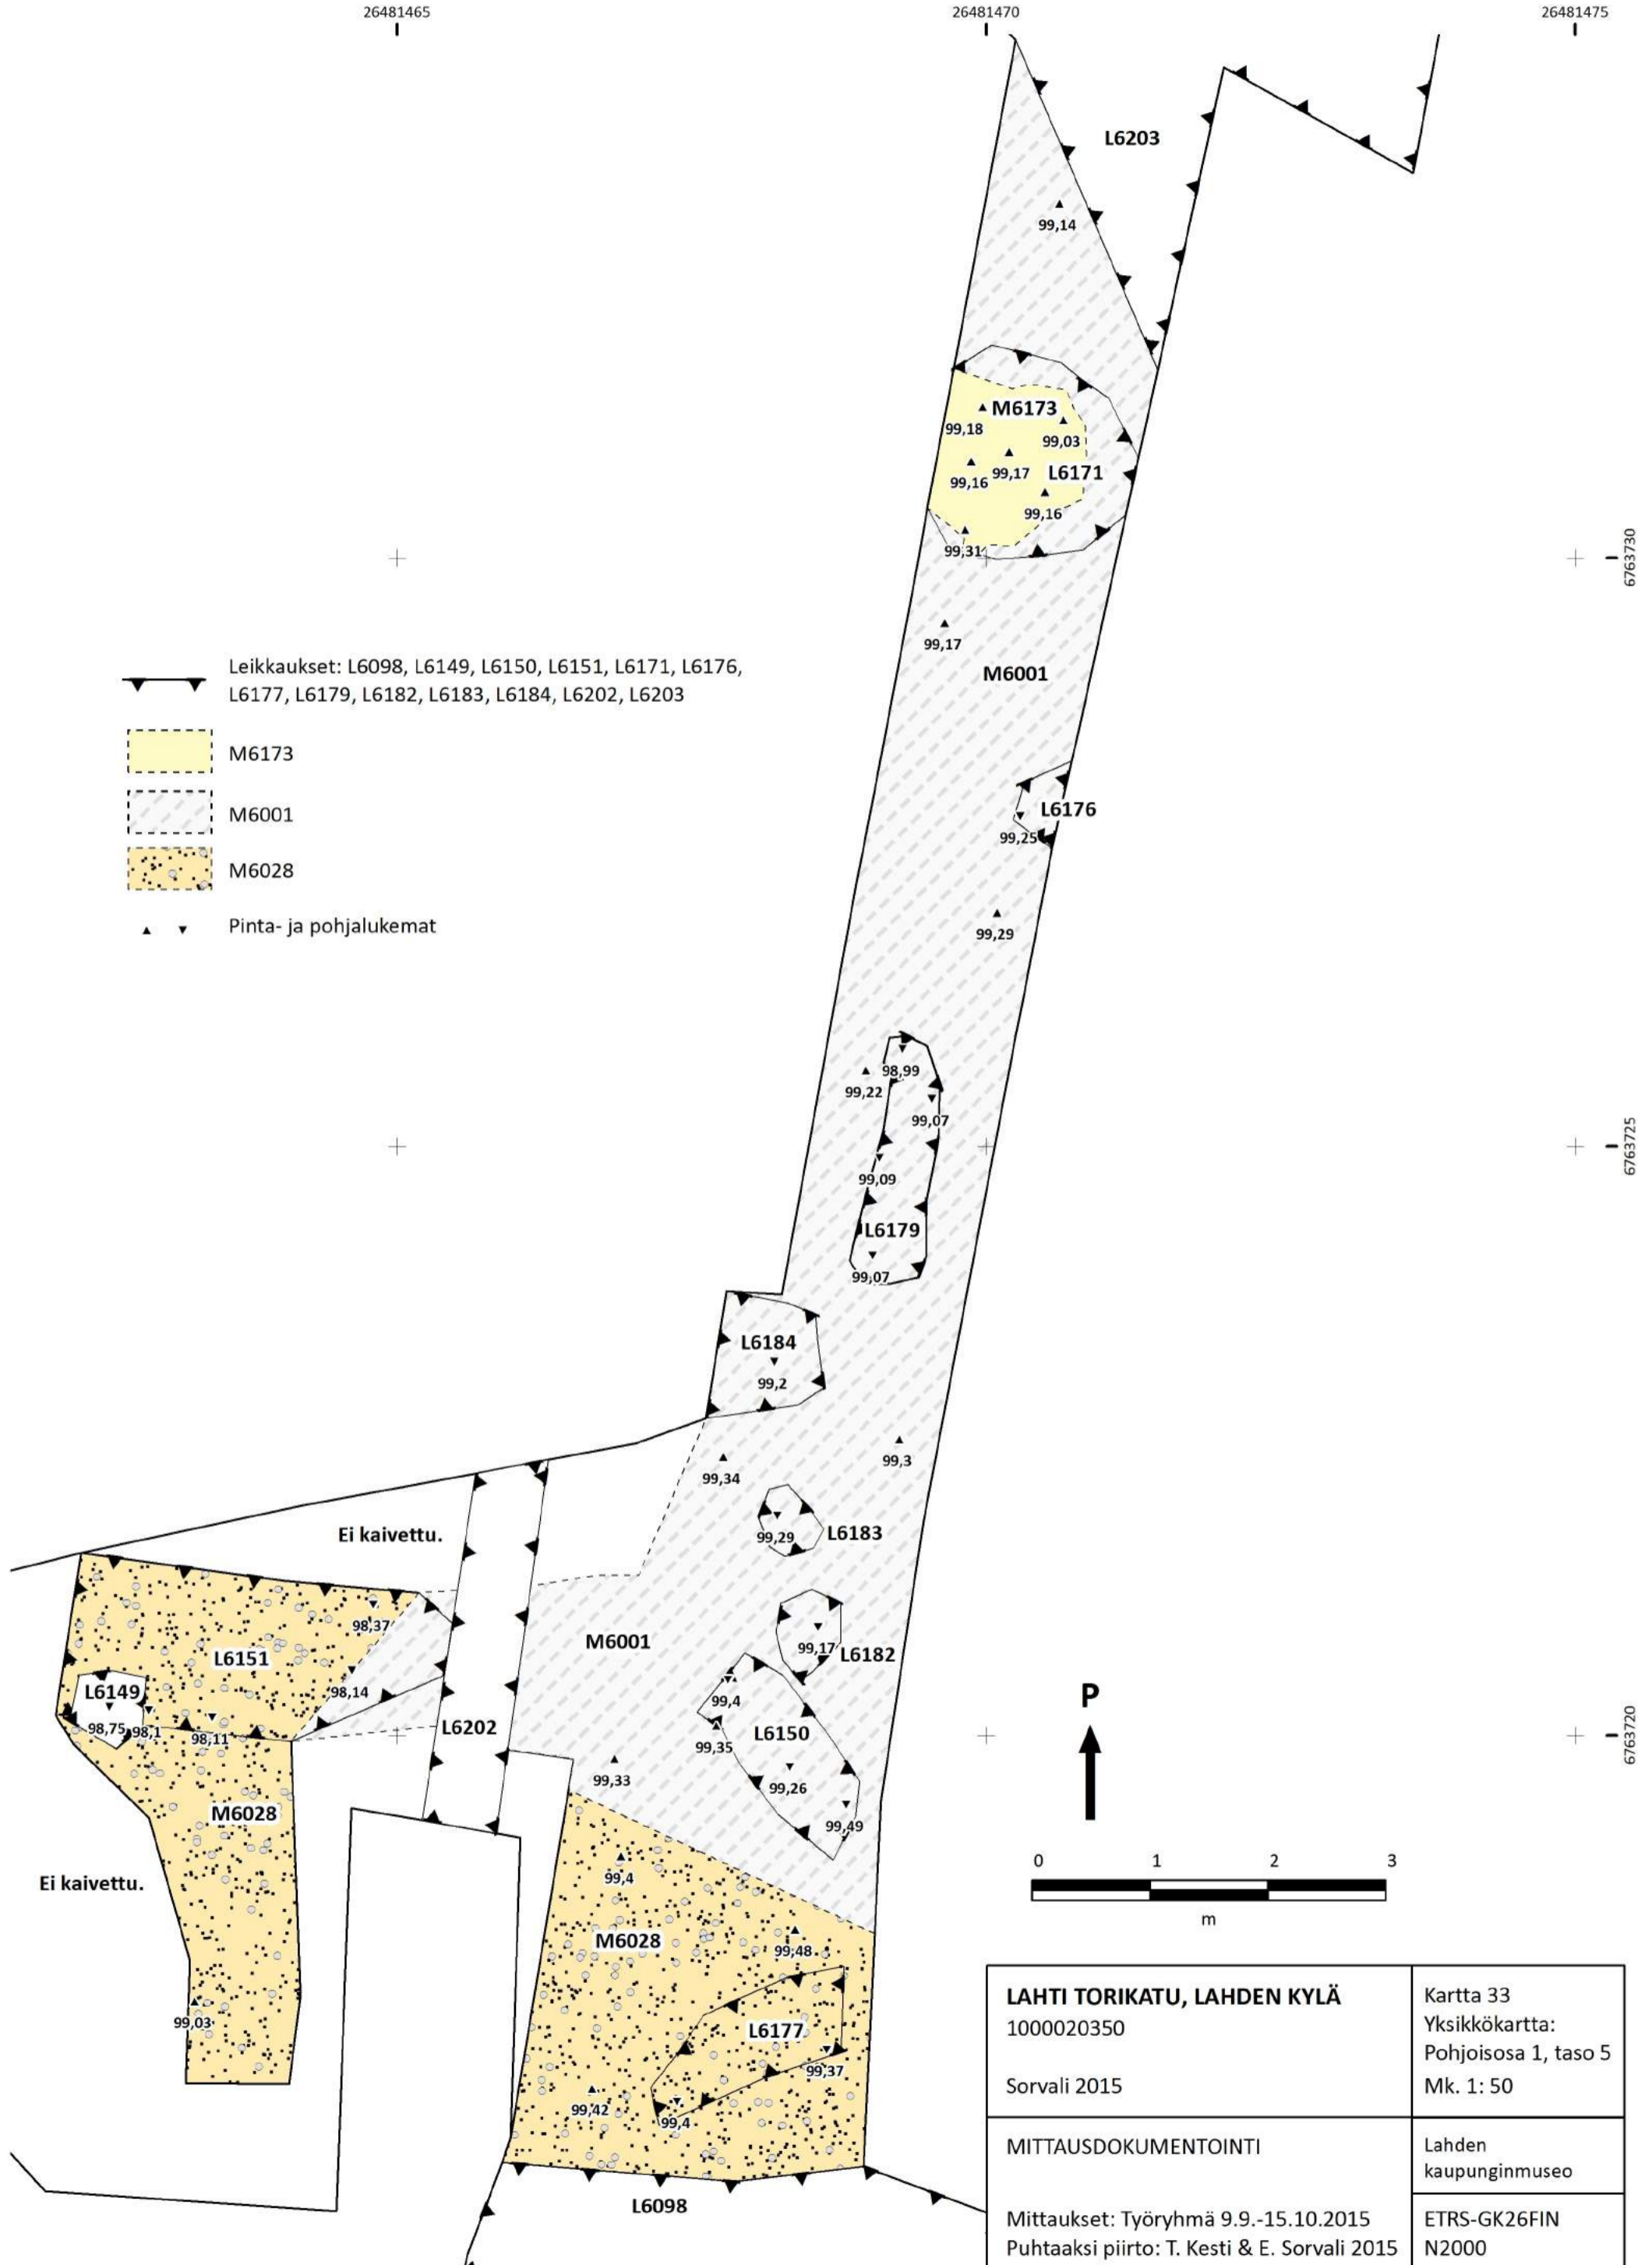 26481465
26481470
26481475
L6203
99,14
M6173
99,18
99,03
99,17
L6171
99,16
99,16
99,31
6763730
99,17
Leikkaukset: L6098, L6149, L6150, L6151, L6171, L6176,
L6177, L6179, L6182, L6183, L6184, L6202, L6203
M6001
M6173
M6001
L6176
99,25
M6028
Pinta- ja pohjalukemat
99,29
98,99
99,22
99,07
6763725
99,09
L6179
99,07
L6184
99,2
99,3
99,34
Ei kaivettu.
99,29
L6183
98,37
M6001
99,17
L6182
L6151
L6149
98,14
99,4
98,75
98,1
98,11
L6202
99,35
L6150
P
6763720
99,33
99,26
M6028
99,49
Ei kaivettu.
99,4
0
1
2
3
m
M6028
99,48
99,03
L6177
99,37
99,42
99,4
L6098
LAHTI TORIKATU, LAHDEN KYLÄ
1000020350
Sorvali 2015
Kartta 33
Yksikkökartta:
Pohjoisosa 1, taso 5
Mk. 1: 50
MITTAUSDOKUMENTOINTI
Lahden
kaupunginmuseo
Mittaukset: Työryhmä 9.9.-15.10.2015
Puhtaaksi piirto: T. Kesti & E. Sorvali 2015
ETRS-GK26FIN
N2000